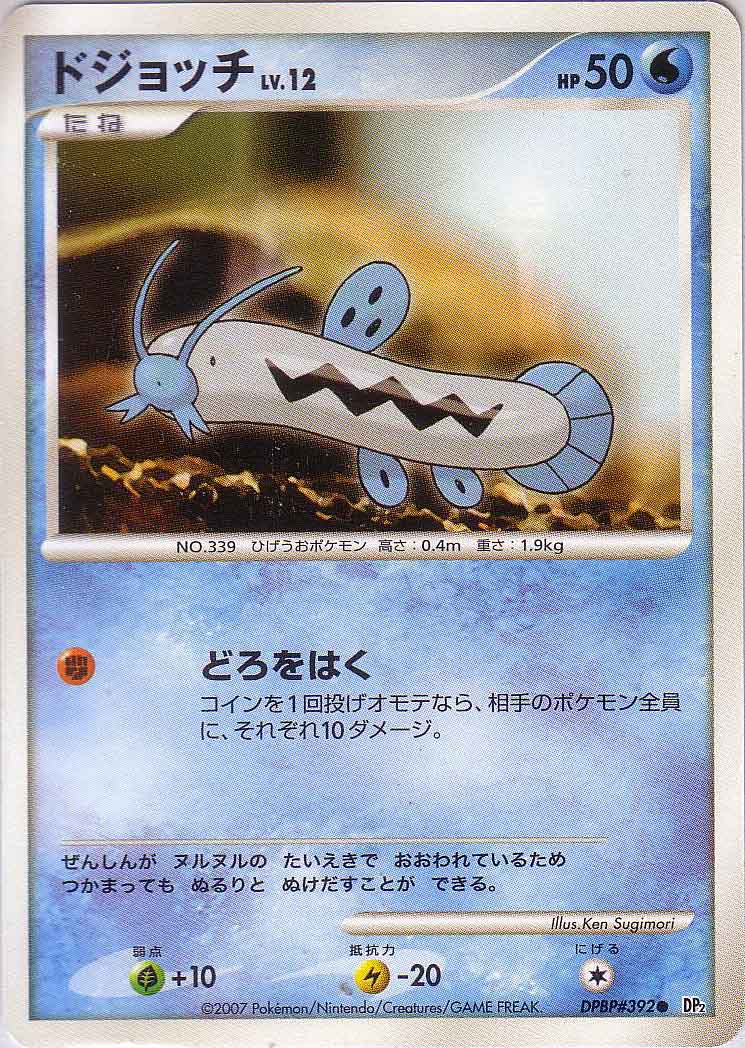 ドジョッチ LV.12 HP 50
たね
NO.339 ひげうおポケモン 高さ:0.4m 重さ:1.9kg
どろをはく
コインを1回投げオモテなら、相手のポケモン全員
に、それぞれ10ダメージ。
ぜんしんが ヌルヌルの たいえきで おおわれているため
つかまっても ぬるりと ぬけだすことが できる。
Illus.Ken Sugimori
弱点 抵抗力 にげる
+10 -20
©2007 Pokémon/Nintendo/Creatures/GAME FREAK. DPBP#392 DP2